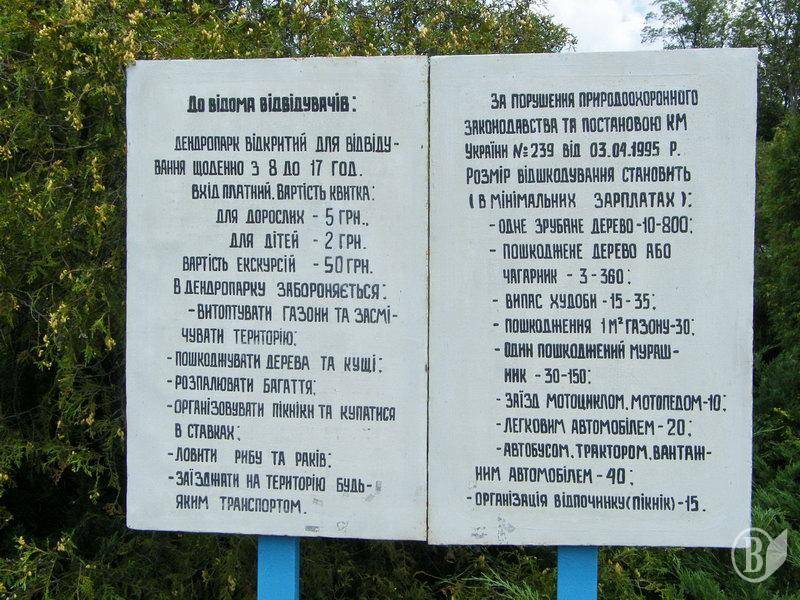 До відома відвідувачів:
Дендропарк відкритий для відвіду-
вання щоденно з 8 до 17 год.
Вхід платний. Вартість квитка:
для дорослих - 5 грн.,
для дітей - 2 грн.
Вартість екскурсій - 50 грн.
В дендропарку забороняється:
- витоптувати газони та засмі-
чувати територію;
- пошкоджувати дерева та кущі;
- розпалювати багаття;
- організовувати пікніки та купатися
в ставках;
- ловити рибу та раків;
- заїзджати на територію будь-
яким транспортом.
За порушення природоохоронного
законодавства та постановою КМ
України №239 від 03.04.1995 р.
Розмір відшкодування становить
(в мінімальних зарплатах):
- одне зрубане дерево - 10-800;
- пошкоджене дерево або
чагарник - 3-360;
- випас худоби - 15-35;
- пошкодження 1 м² газону - 30;
- один пошкоджений мураш-
ник - 30-150;
- заїзд мотоциклом, мотопедом - 10;
- легковим автомобілем - 20;
- автобусом, трактором, вантаж-
ним автомобілем - 40;
- організація відпочинку (пікнік) - 15.
В